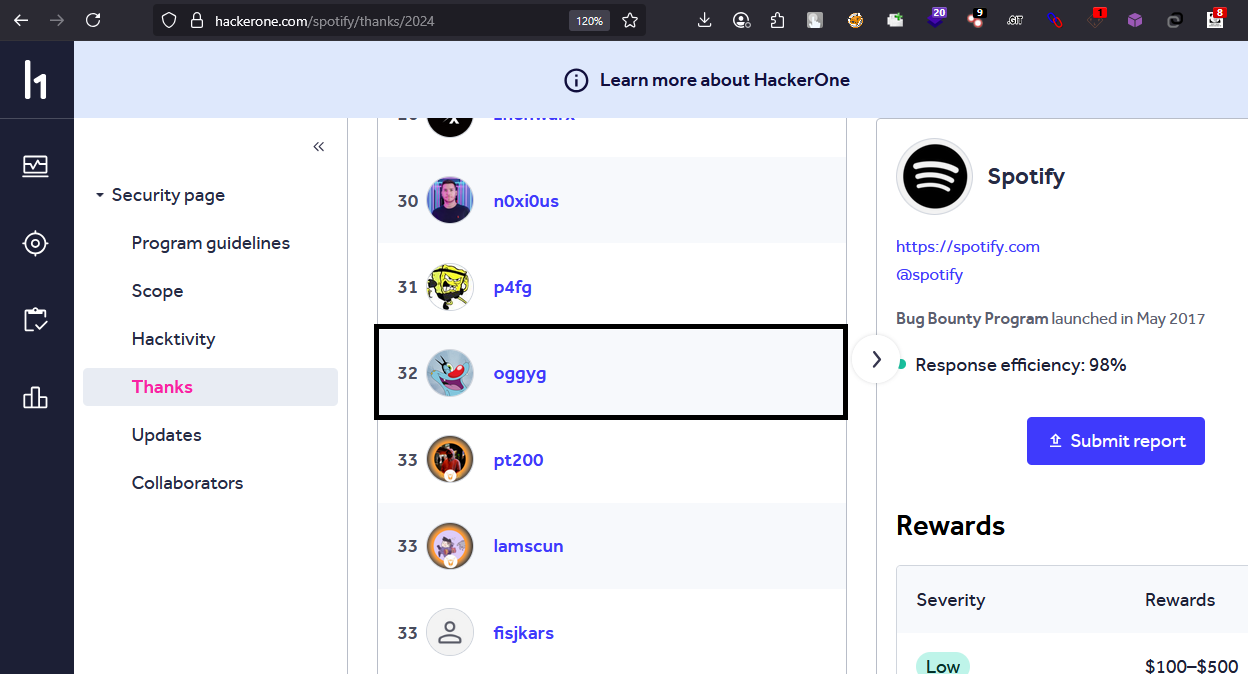 hackerone.com/spotify/thanks/2024
120%
20
GIF
9
1
8
h1
Learn more about HackerOne
Security page
Program guidelines
Scope
Hacktivity
Thanks
Updates
Collaborators
30 n0xi0us
31 p4fg
32 oggyg
33 pt200
33 lamscun
33 fisjkars
Spotify
https://spotify.com
@spotify
Bug Bounty Program launched in May 2017
Response efficiency: 98%
Submit report
Rewards
Severity Rewards
Low $100–$500